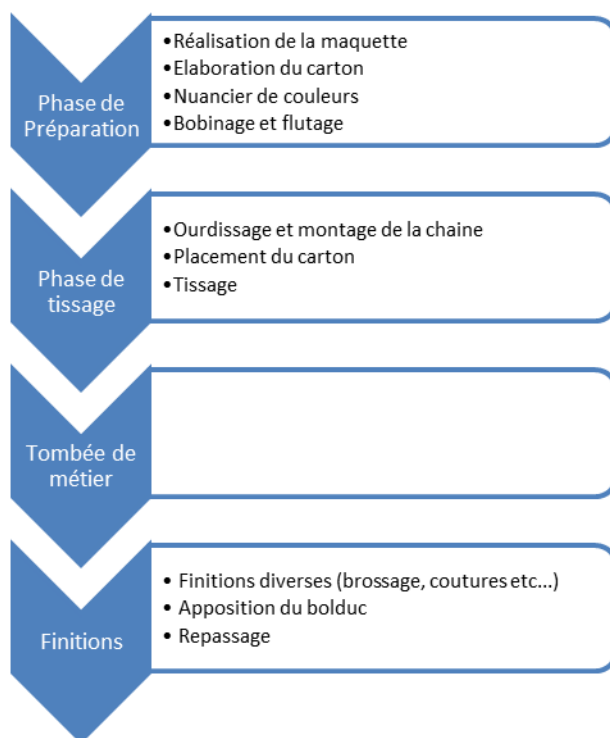 Phase de
Préparation
•Réalisation de la maquette
•Elaboration du carton
•Nuancier de couleurs
•Bobinage et flutage
Phase de
tissage
•Ourdissage et montage de la chaine
•Placement du carton
•Tissage
Tombée de
métier
Finitions
• Finitions diverses (brossage, coutures etc...)
• Apposition du bolduc
• Repassage